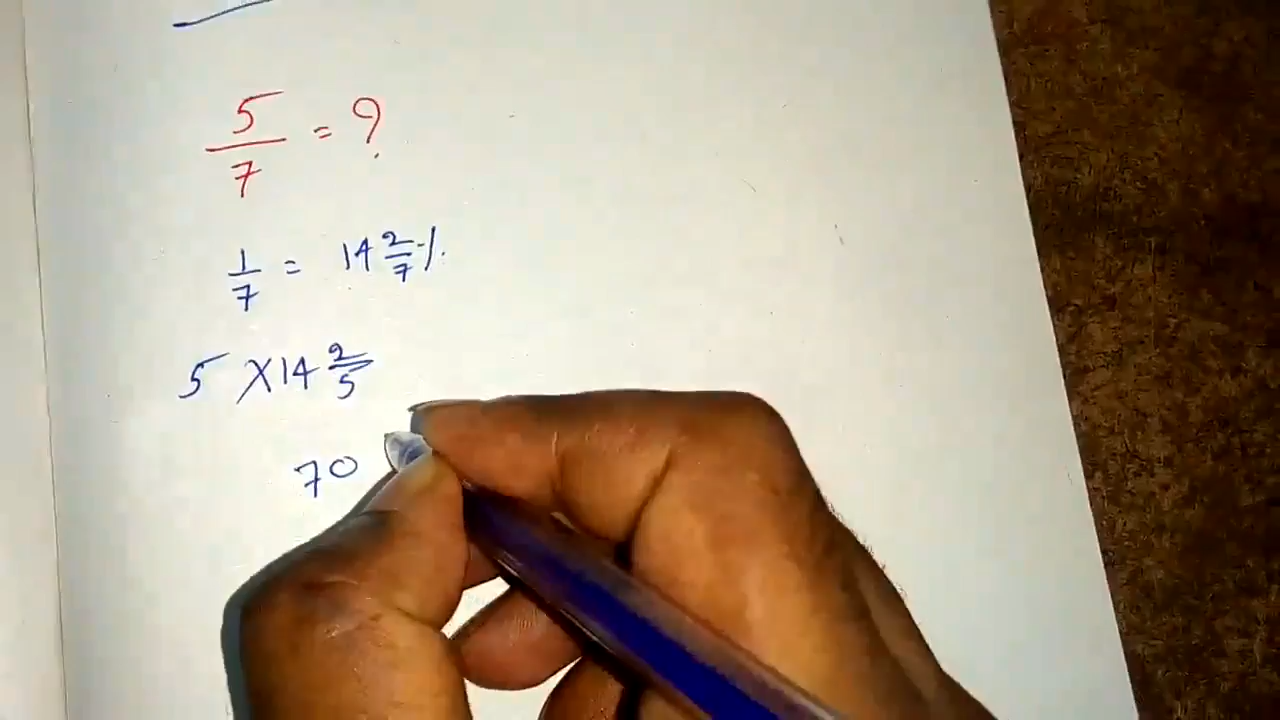 5/7 = ?
1/7 = 14 2/7 %
5 X 14 2/5
70